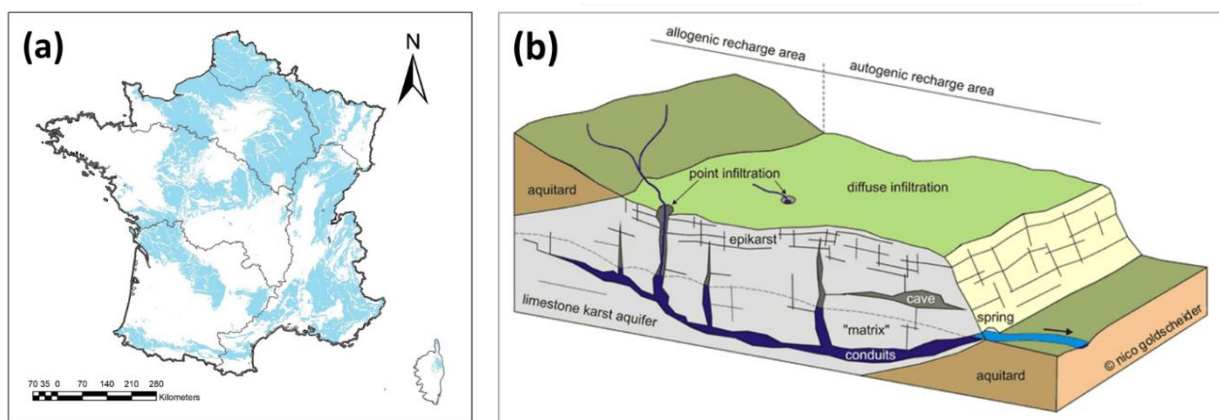 (a)
N
70 35 0 70 140 210 280
Kilometers
(b)
allogenic recharge area
autogenic recharge area
aquitard
point infiltration
diffuse infiltration
epikarst
limestone karst aquifer
cave
"matrix"
spring
conduits
aquitard
© nico goldscheider